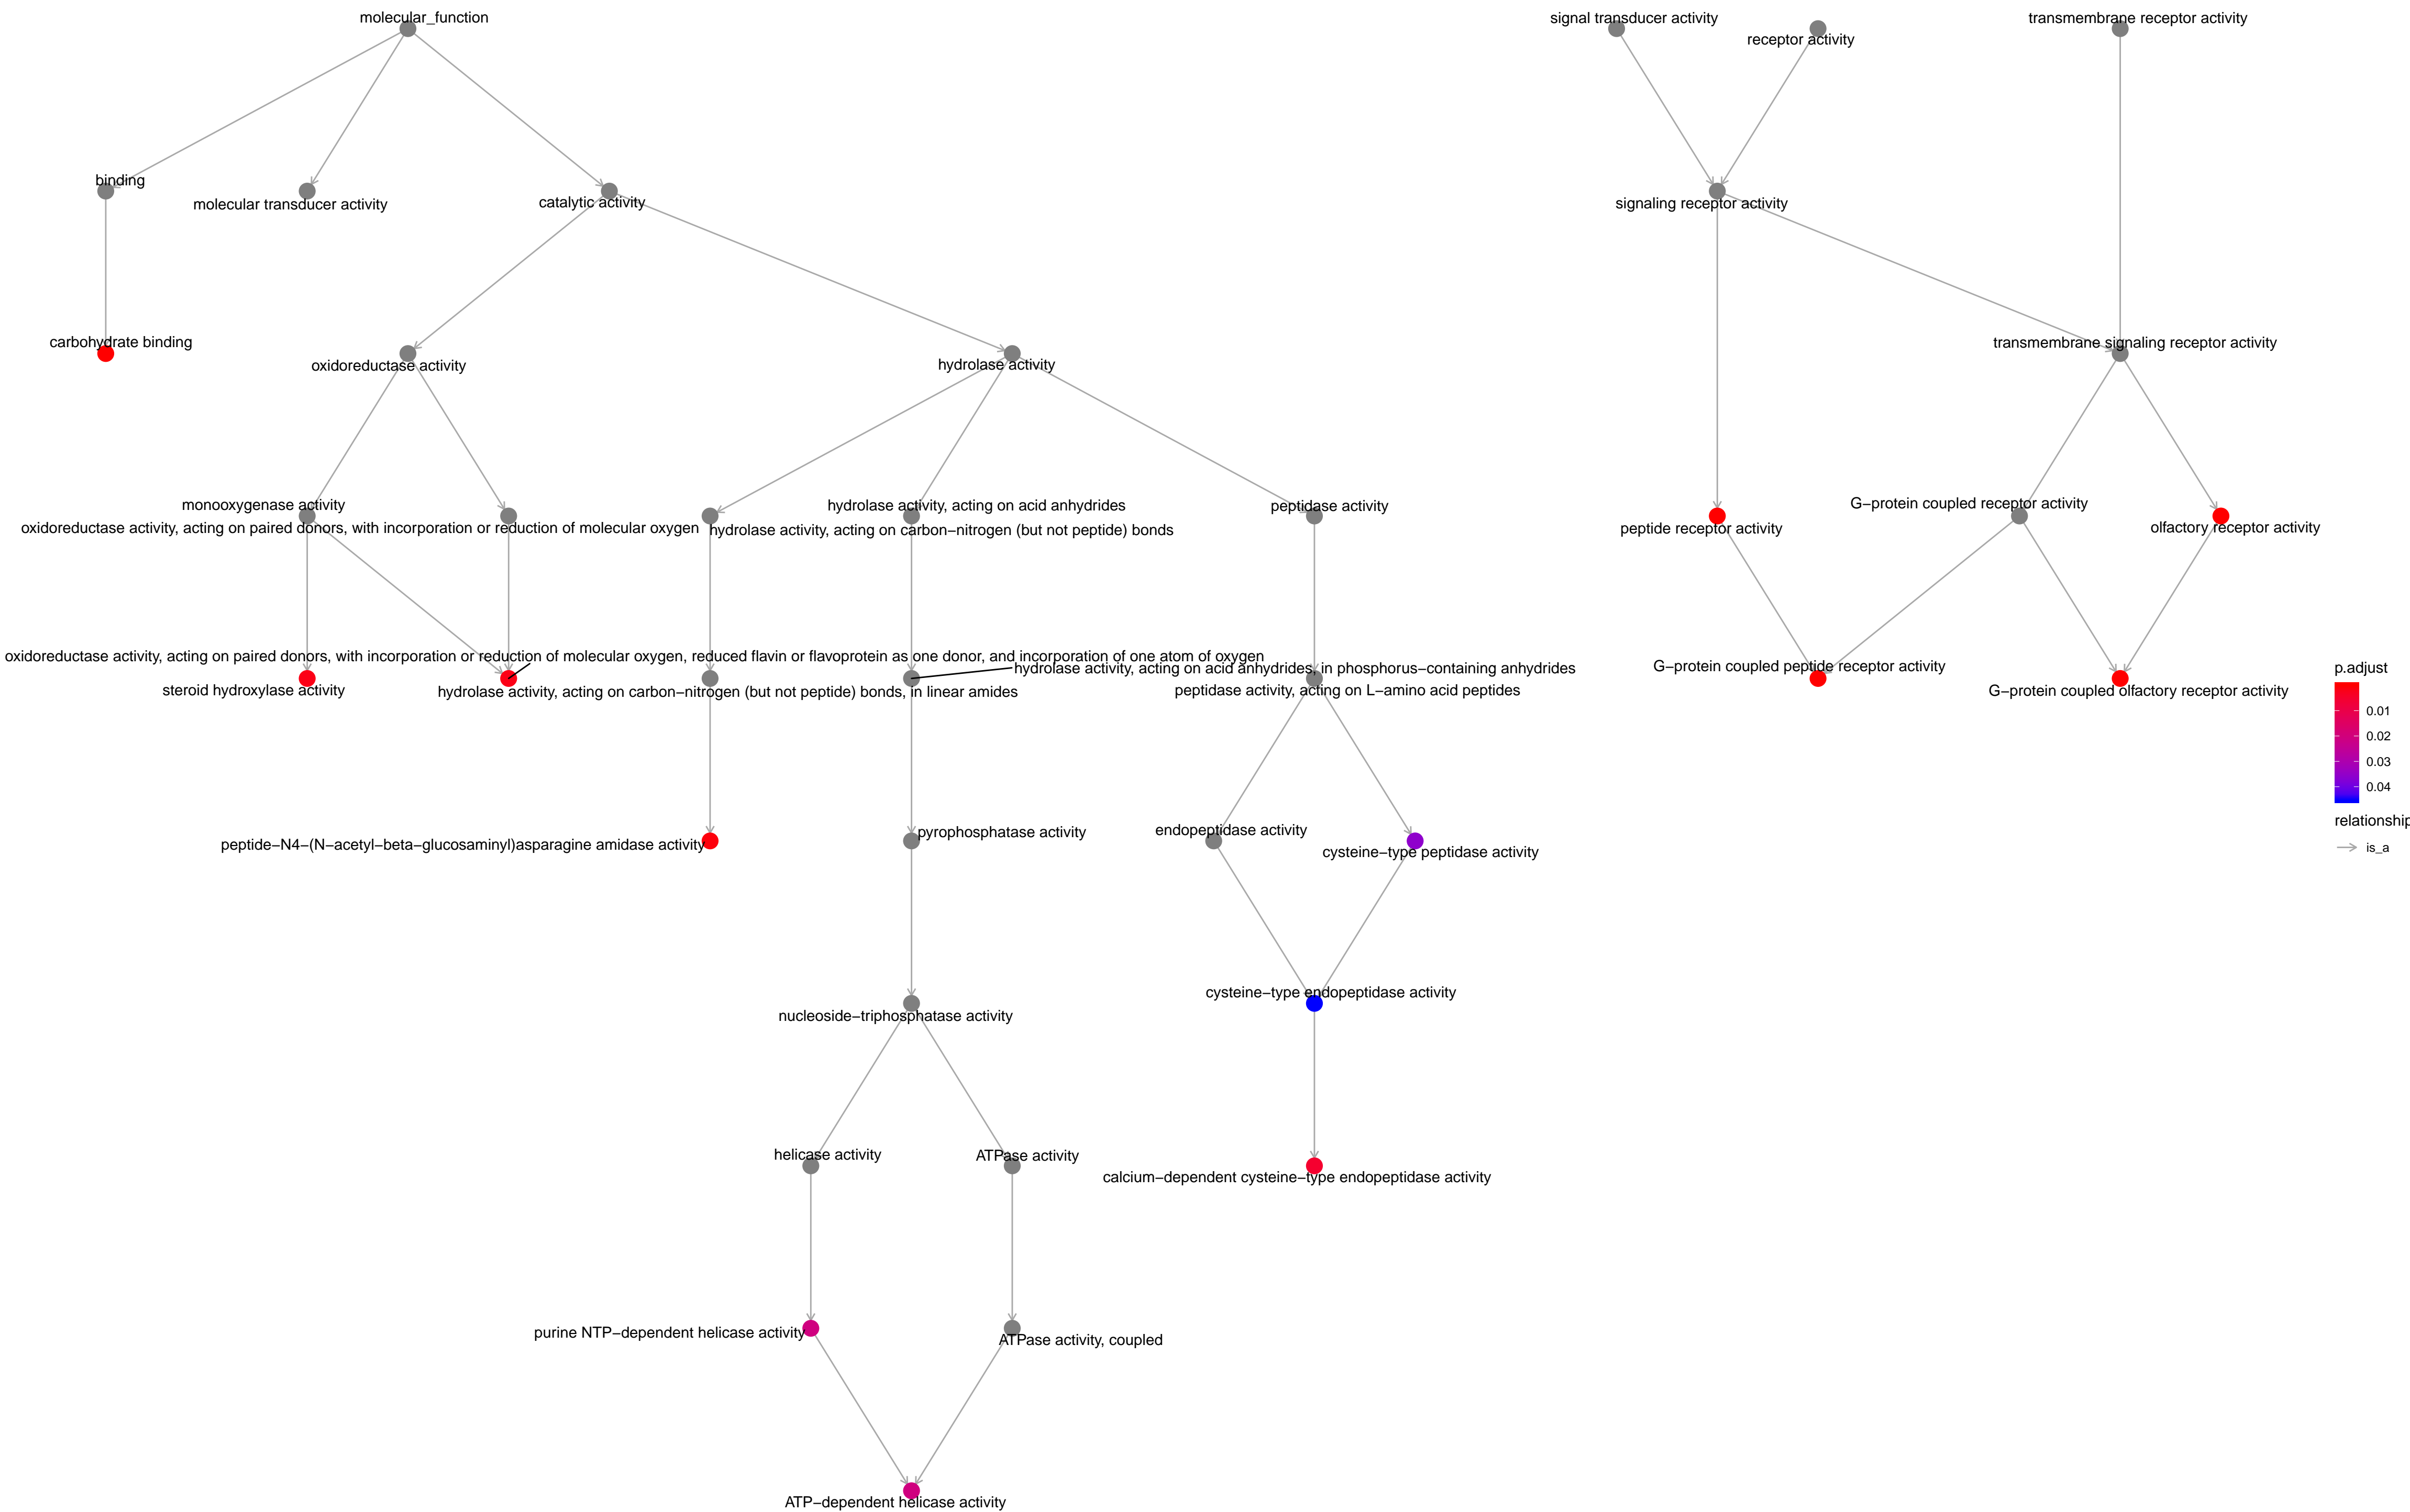 molecular_function
signal transducer activity
receptor activity
transmembrane receptor activity
binding
molecular transducer activity
catalytic activity
signaling receptor activity
carbohydrate binding
oxidoreductase activity
hydrolase activity
transmembrane signaling receptor activity
monooxygenase activity
oxidoreductase activity, acting on paired donors, with incorporation or reduction of molecular oxygen
hydrolase activity, acting on acid anhydrides
hydrolase activity, acting on carbon−nitrogen (but not peptide) bonds
peptidase activity
peptide receptor activity
G−protein coupled receptor activity
olfactory receptor activity
oxidoreductase activity, acting on paired donors, with incorporation or reduction of molecular oxygen, reduced flavin or flavoprotein as one donor, and incorporation of one atom of oxygen
hydrolase activity, acting on acid anhydrides, in phosphorus−containing anhydrides
steroid hydroxylase activity
hydrolase activity, acting on carbon−nitrogen (but not peptide) bonds, in linear amides
peptidase activity, acting on L−amino acid peptides
G−protein coupled peptide receptor activity
G−protein coupled olfactory receptor activity
p.adjust
0.01
0.02
0.03
0.04
relationship
is_a
peptide−N4−(N−acetyl−beta−glucosaminyl)asparagine amidase activity
pyrophosphatase activity
endopeptidase activity
cysteine−type peptidase activity
nucleoside−triphosphatase activity
cysteine−type endopeptidase activity
helicase activity
ATPase activity
calcium−dependent cysteine−type endopeptidase activity
purine NTP−dependent helicase activity
ATPase activity, coupled
ATP−dependent helicase activity